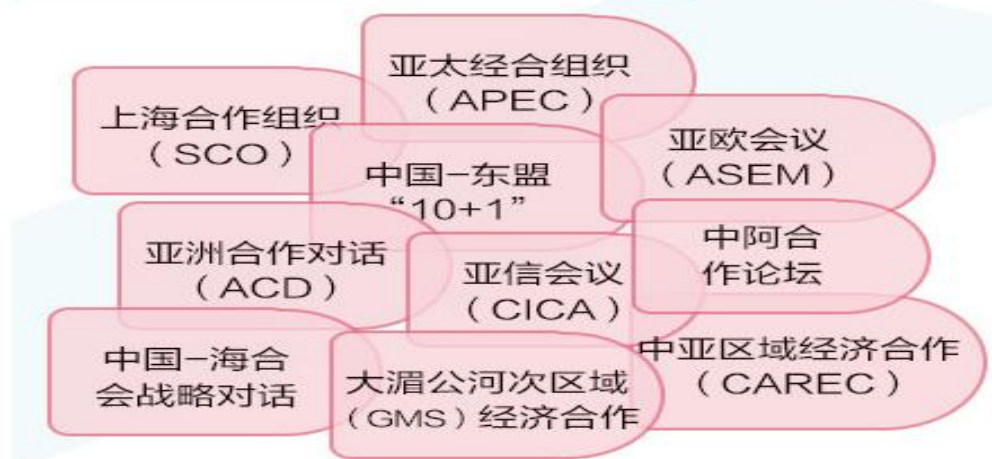 亚太经合组织
（APEC）
上海合作组织
（SCO）
亚欧会议
（ASEM）
中国-东盟
“10+1”
中阿合
作论坛
亚洲合作对话
（ACD）
亚信会议
（CICA）
中国-海合
会战略对话
大湄公河次区域
（GMS）经济合作
中亚区域经济合作
（CAREC）